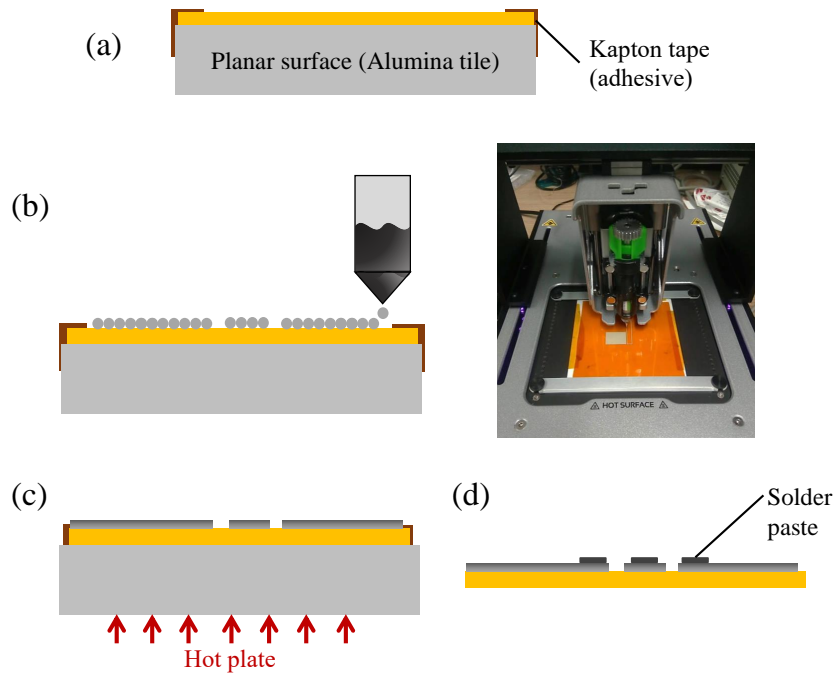 (a)
Planar surface (Alumina tile)
Kapton tape
(adhesive)
(b)
HOT SURFACE
(c)
Hot plate
(d)
Solder
paste